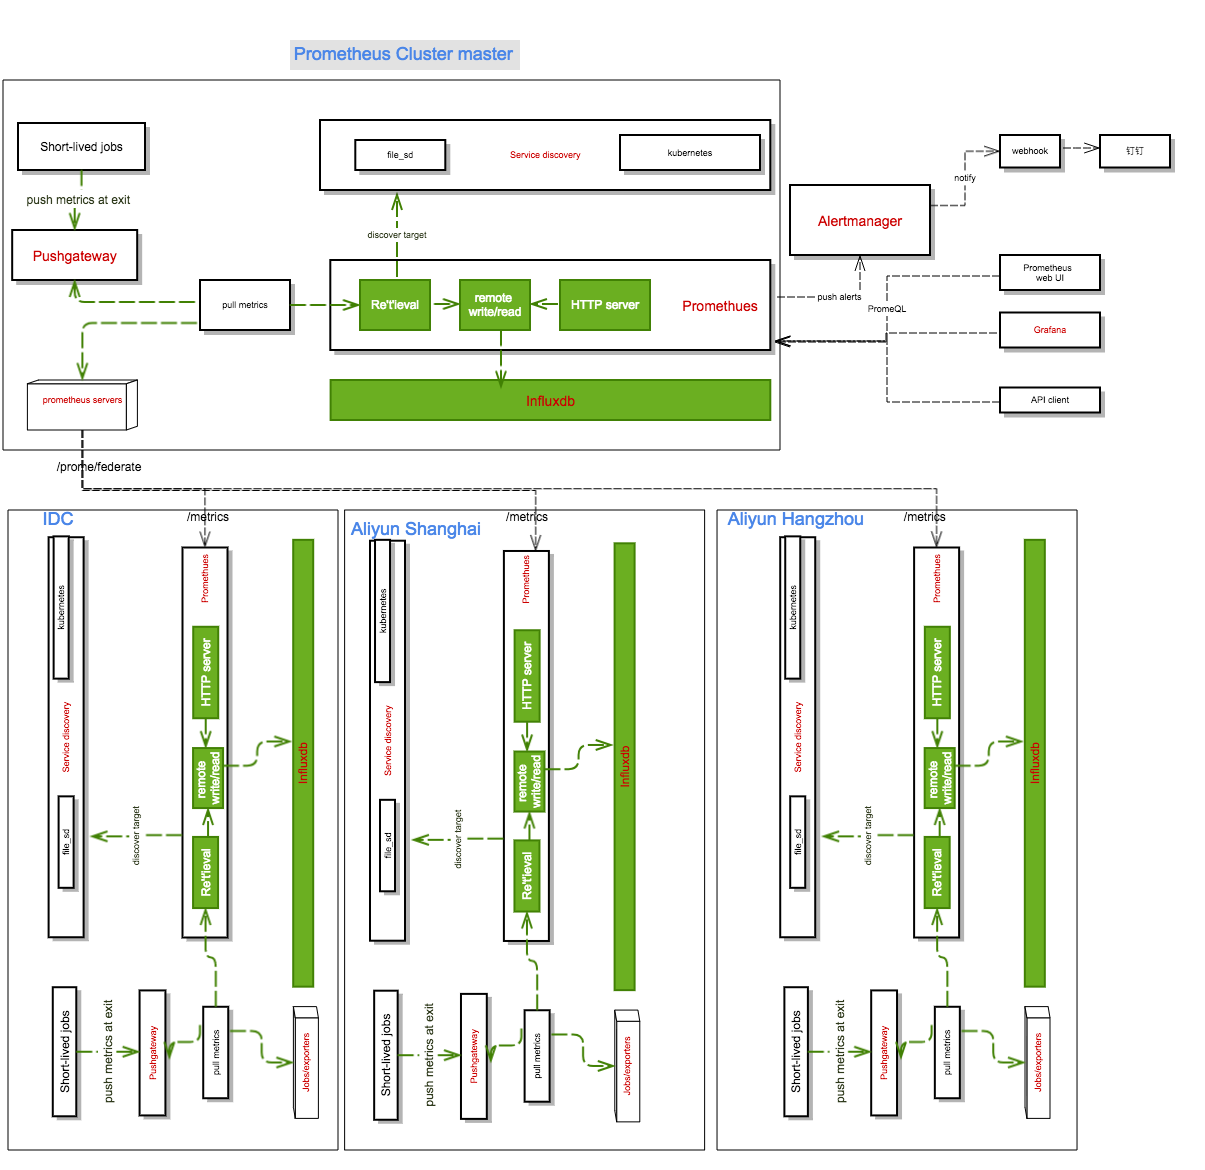 Prometheus Cluster master
Short-lived jobs
file_sd
Service discovery
kubernetes
webhook
钉钉
notify
push metrics at exit
Alertmanager
discover target
Pushgateway
Prometheus
web UI
pull metrics
Re't'ieval
remote
write/read
HTTP server
Promethues
push alerts
PromeQL
Grafana
prometheus servers
Influxdb
API client
/prome/federate
IDC
/metrics
kubernetes
Promethues
HTTP server
Service discovery
remote
write/read
Influxdb
file_sd
discover target
Re't'ieval
Short-lived jobs
push metrics at exit
Pushgateway
pull metrics
Jobs/exporters
Aliyun Shanghai
/metrics
kubernetes
Promethues
HTTP server
Service discovery
remote
write/read
Influxdb
file_sd
discover target
Re't'ieval
Short-lived jobs
push metrics at exit
Pushgateway
pull metrics
Jobs/exporters
Aliyun Hangzhou
/metrics
kubernetes
Promethues
HTTP server
Service discovery
remote
write/read
Influxdb
file_sd
discover target
Re't'ieval
Short-lived jobs
push metrics at exit
Pushgateway
pull metrics
Jobs/exporters